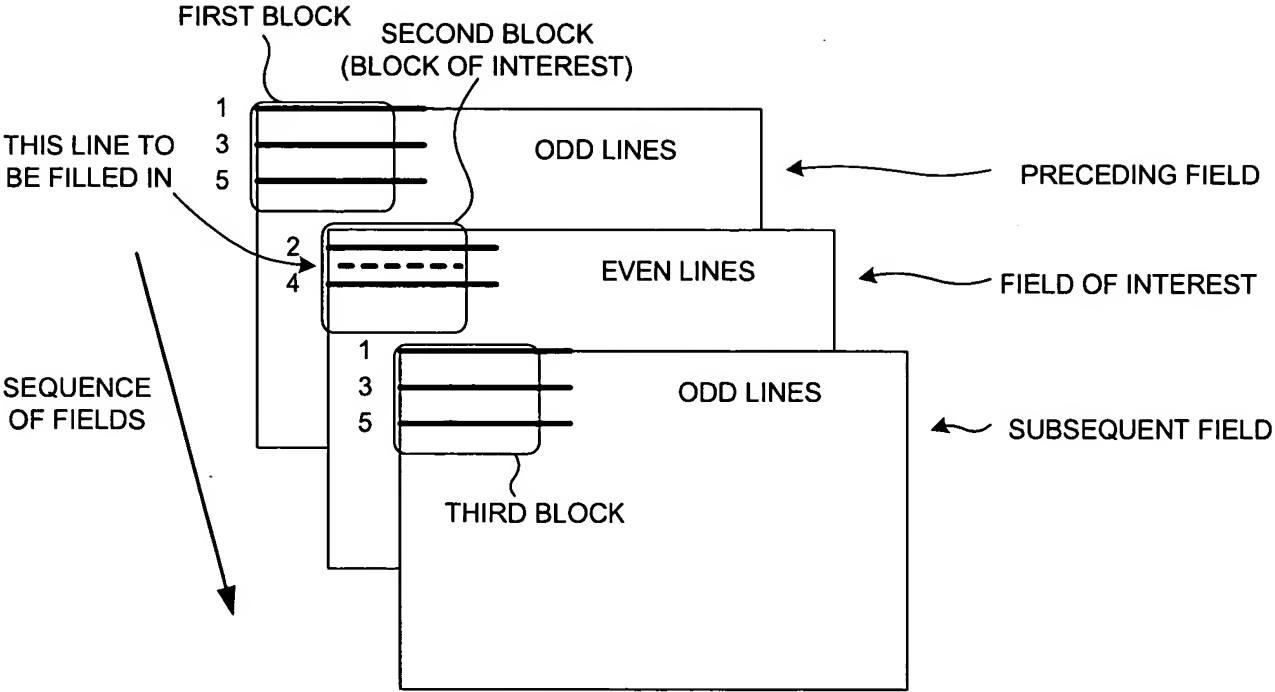 FIRST BLOCK
SECOND BLOCK
(BLOCK OF INTEREST)
1
3
5
THIS LINE TO
BE FILLED IN
ODD LINES
PRECEDING FIELD
2
4
EVEN LINES
FIELD OF INTEREST
1
3
5
SEQUENCE
OF FIELDS
ODD LINES
SUBSEQUENT FIELD
THIRD BLOCK